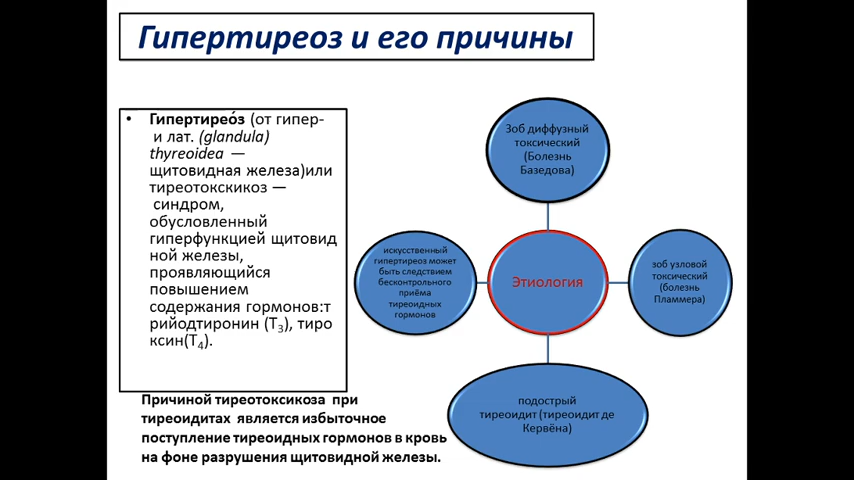 Гипертиреоз и его причины
• Гипертирео́з (от гипер-
и лат. (glandula)
thyreoidea —
щитовидная железа)или
тиреотокскикоз —
синдром,
обусловленный
гиперфункцией щитовид
ной железы,
проявляющийся
повышением
содержания гормонов:т
рийодтиронин (Т3), тиро
ксин(Т4).
Причиной тиреотоксикоза при
тиреоидитах является избыточное
поступление тиреоидных гормонов в кровь
на фоне разрушения щитовидной железы.
Зоб диффузный
токсический
(Болезнь
Базедова)
искусственный
гипертиреоз может
быть следствием
бесконтрольного
приёма
тиреоидных
гормонов
Этиология
зоб узловой
токсический
(болезнь
Пламмера)
подострый
тиреоидит (тиреоидит де
Кервёна)